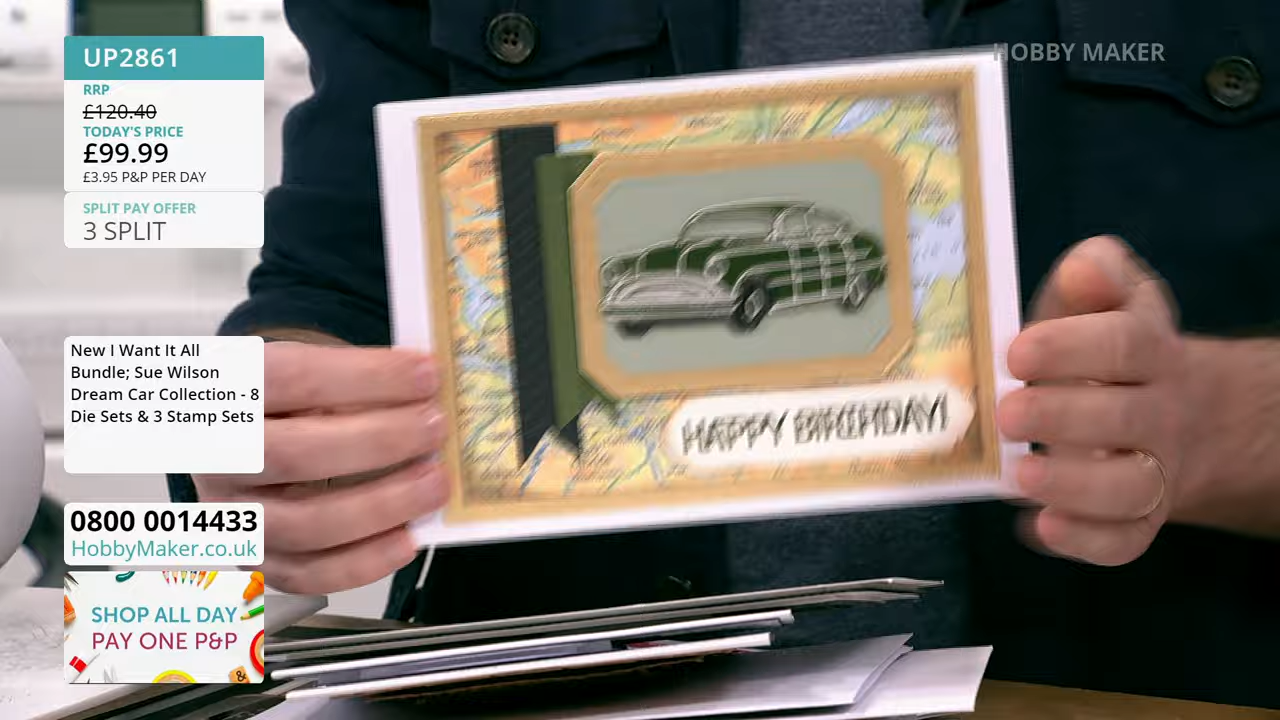 UP2861
RRP
£120.40
TODAY'S PRICE
£99.99
£3.95 P&P PER DAY
SPLIT PAY OFFER
3 SPLIT
New I Want It All
Bundle; Sue Wilson
Dream Car Collection - 8
Die Sets & 3 Stamp Sets
0800 0014433
HobbyMaker.co.uk
SHOP ALL DAY
PAY ONE P&P
HOBBY MAKER
HAPPY BIRTHDAY!